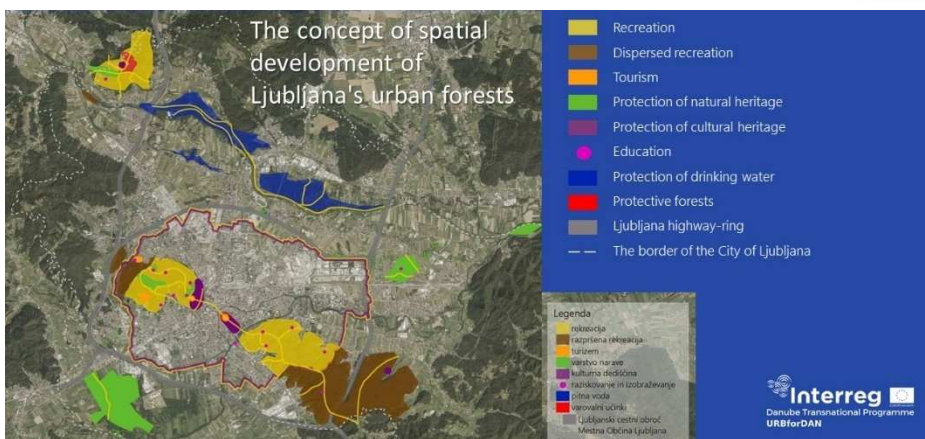 The concept of spatial
development of
Ljubljana's urban forests
Recreation
Dispersed recreation
Tourism
Protection of natural heritage
Protection of cultural heritage
Education
Protection of drinking water
Protective forests
Ljubljana highway-ring
The border of the City of Ljubljana
Legenda
rekreacija
razpršena rekreacija
turizem
varstvo narave
kulturna dediščina
raziskovanje in izobraževanje
pitna voda
varovalni učinki
Ljubljanski cestni obroč
Mestna Občina Ljubljana
Interreg
Danube Transnational Programme
URBforDAN